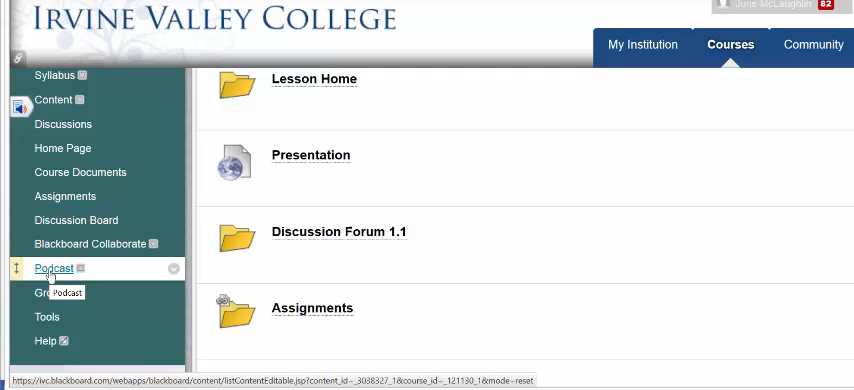 IRVINE VALLEY COLLEGE
June McLaughlin 82
My Institution
Courses
Community
Syllabus
Content
Discussions
Home Page
Course Documents
Assignments
Discussion Board
Blackboard Collaborate
Podcast
Podcast
Tools
Help
Lesson Home
Presentation
Discussion Forum 1.1
Assignments
https://ivc.blackboard.com/webapps/blackboard/content/listContentEditable.jsp?content_id=_3038327_1&course_id=_121130_1&mode=reset